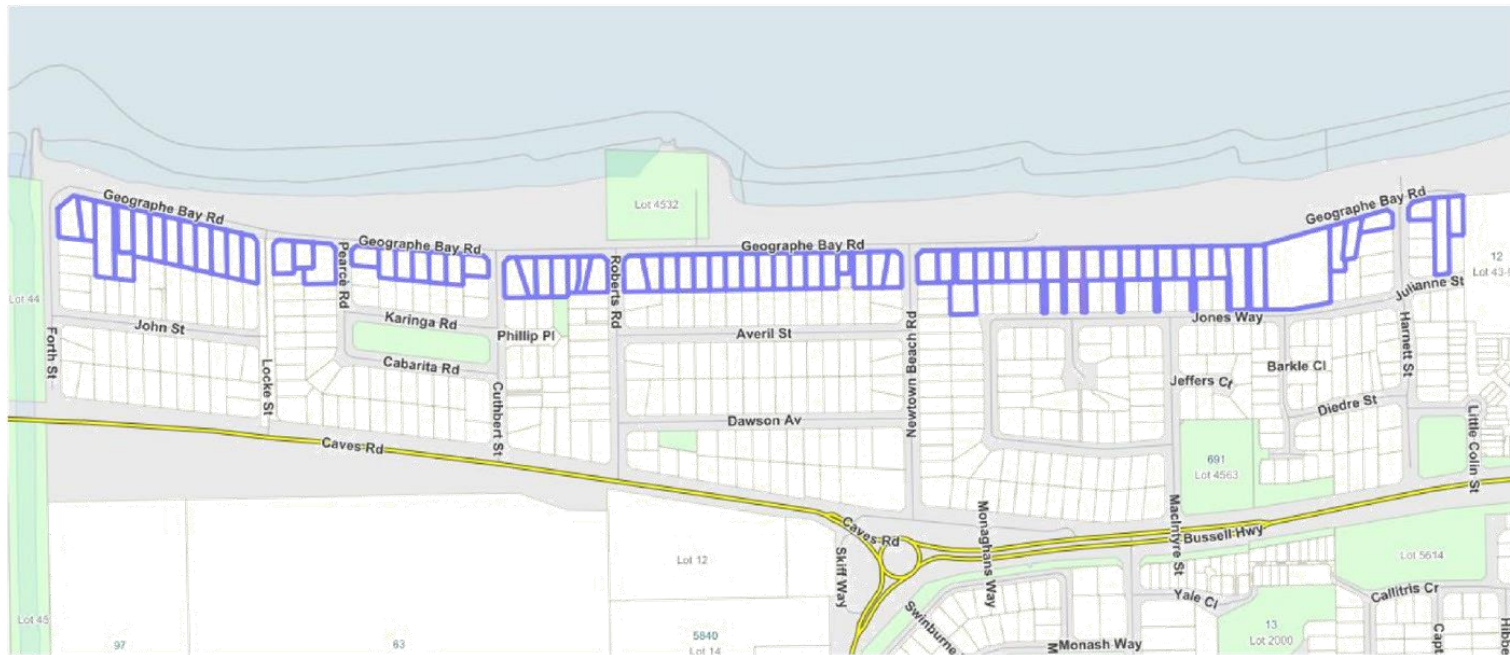 Geographe Bay Rd
Geographe Bay Rd
Lot 4532
Geographe Bay Rd
Geographe Bay Rd
12
Lot 44
Pearce Rd
Roberts Rd
Julianne St
John St
Karinga Rd
Phillip Pl
Averil St
Newtown Beach Rd
Jones Way
Harnett St
Forth St
Locke St
Cabarita Rd
Cuthbert St
Barkle Cl
Jeffers Cr
Diedre St
Dawson Av
Little Colin St
Caves Rd
691
Lot 4563
MacIntyre St
Monaghans Way
Caves Rd
Bussell Hwy
Lot 12
Skiff Way
Lot 5614
Yale Cl
Callitris Cr
Swinburne
Lot 45
97
63
5840
Lot 14
Monash Way
M
13
Lot 2000
Capt
Hibbe